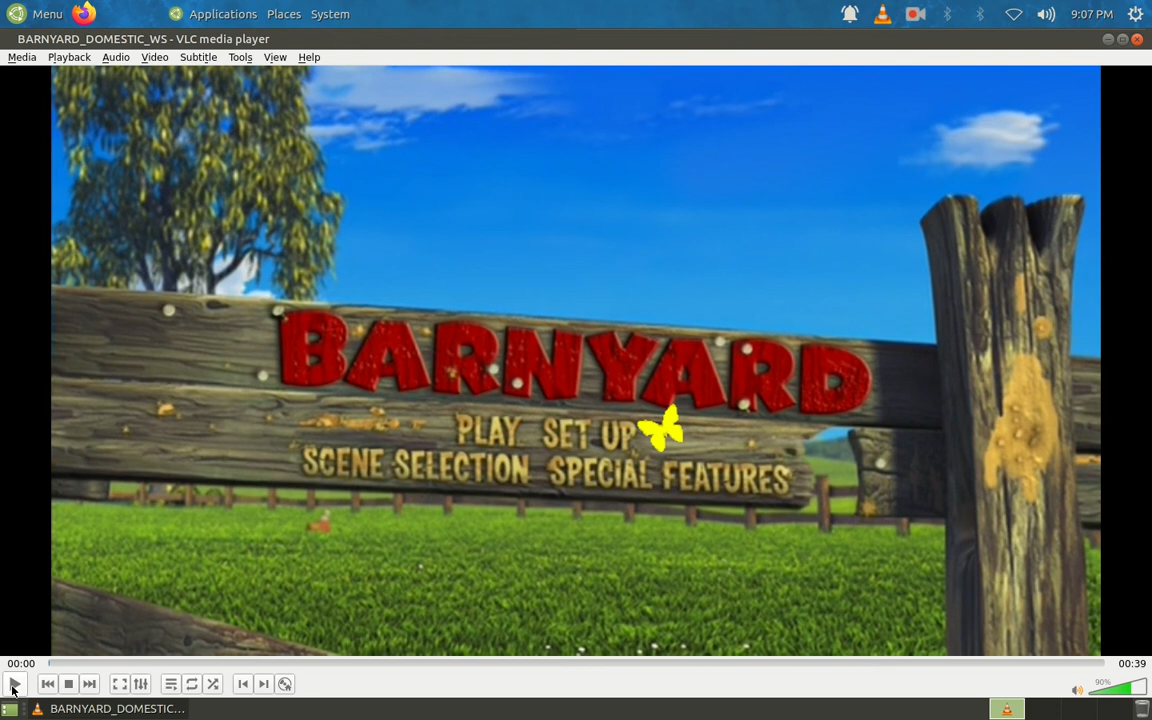 Menu Applications Places System 9:07 PM
BARNYARD_DOMESTIC_WS - VLC media player
Media Playback Audio Video Subtitle Tools View Help
BARNYARD
PLAY SET UP
SCENE SELECTION SPECIAL FEATURES
00:00 00:39
90%
BARNYARD_DOMESTIC...